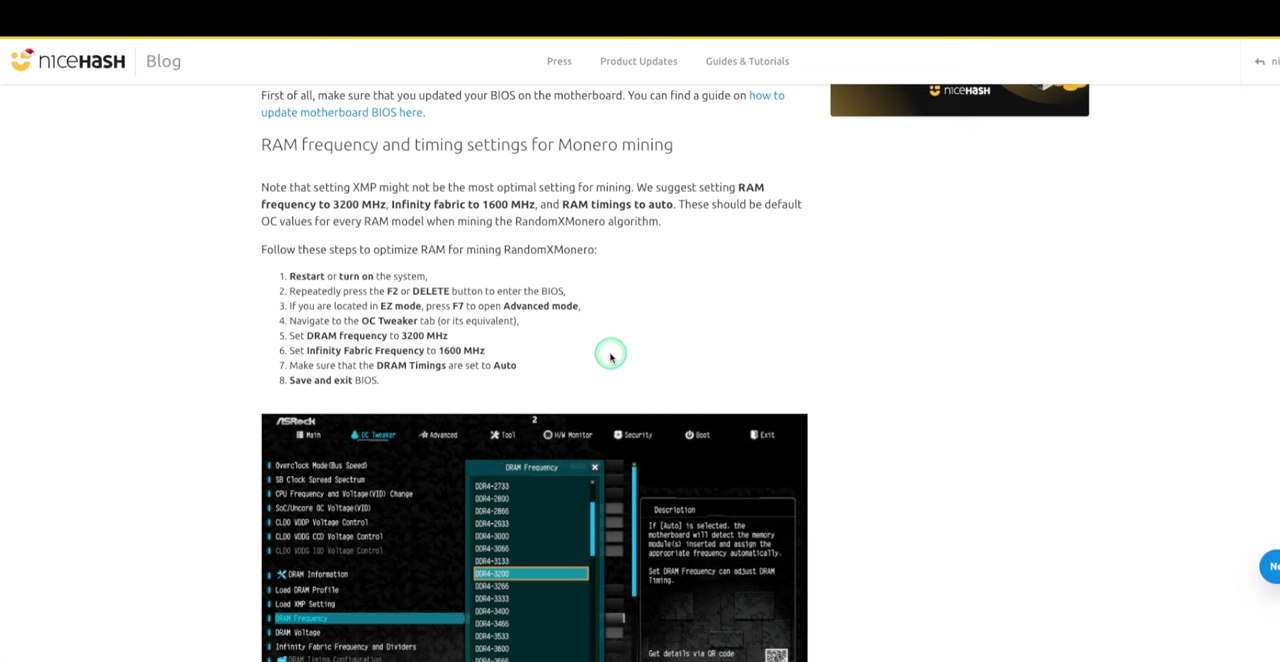 nıceHASH Blog
Press Product Updates Guides & Tutorials
First of all, make sure that you updated your BIOS on the motherboard. You can find a guide on how to
update motherboard BIOS here.
nıceHASH
RAM frequency and timing settings for Monero mining
Note that setting XMP might not be the most optimal setting for mining. We suggest setting RAM
frequency to 3200 MHz, Infinity fabric to 1600 MHz, and RAM timings to auto. These should be default
OC values for every RAM model when mining the RandomXMonero algorithm.
Follow these steps to optimize RAM for mining RandomXMonero:
1. Restart or turn on the system,
2. Repeatedly press the F2 or DELETE button to enter the BIOS,
3. If you are located in EZ mode, press F7 to open Advanced mode,
4. Navigate to the OC Tweaker tab (or its equivalent),
5. Set DRAM frequency to 3200 MHz
6. Set Infinity Fabric Frequency to 1600 MHz
7. Make sure that the DRAM Timings are set to Auto
8. Save and exit BIOS.
ASRock
2
Main OC Tweaker Advanced Tool H/W Monitor Security Boot Exit
Overclock Mode(Bus Speed)
SB Clock Spread Spectrum
CPU Frequency and Voltage(VID) Change
SoC/Uncore OC Voltage(VID)
CLDO VDDP Voltage Control
CLDO VDDG CCD Voltage Control
CLDO VDDG IOD Voltage Control
DRAM Information
Load DRAM Profile
Load XMP Setting
DRAM Frequency
DRAM Voltage
Infinity Fabric Frequency and Dividers
DRAM Timing Configuration
DRAM Frequency
DDR4-2733
DDR4-2800
DDR4-2866
DDR4-2933
DDR4-3000
DDR4-3066
DDR4-3133
DDR4-3200
DDR4-3266
DDR4-3333
DDR4-3400
DDR4-3466
DDR4-3533
DDR4-3600
DDR4-3666
Description
If [Auto] is selected, the
motherboard will detect the memory
module(s) inserted and assign the
appropriate frequency automatically.
Set DRAM Frequency can adjust DRAM
Timing.
Get details via QR code